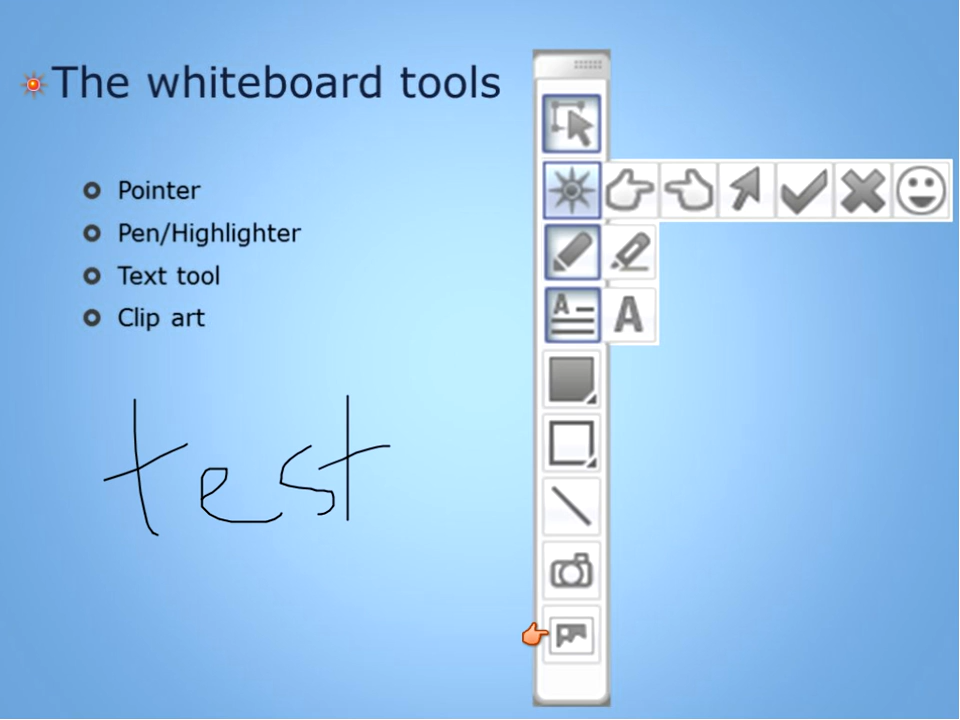 The whiteboard tools
Pointer
Pen/Highlighter
Text tool
Clip art
A
A
test